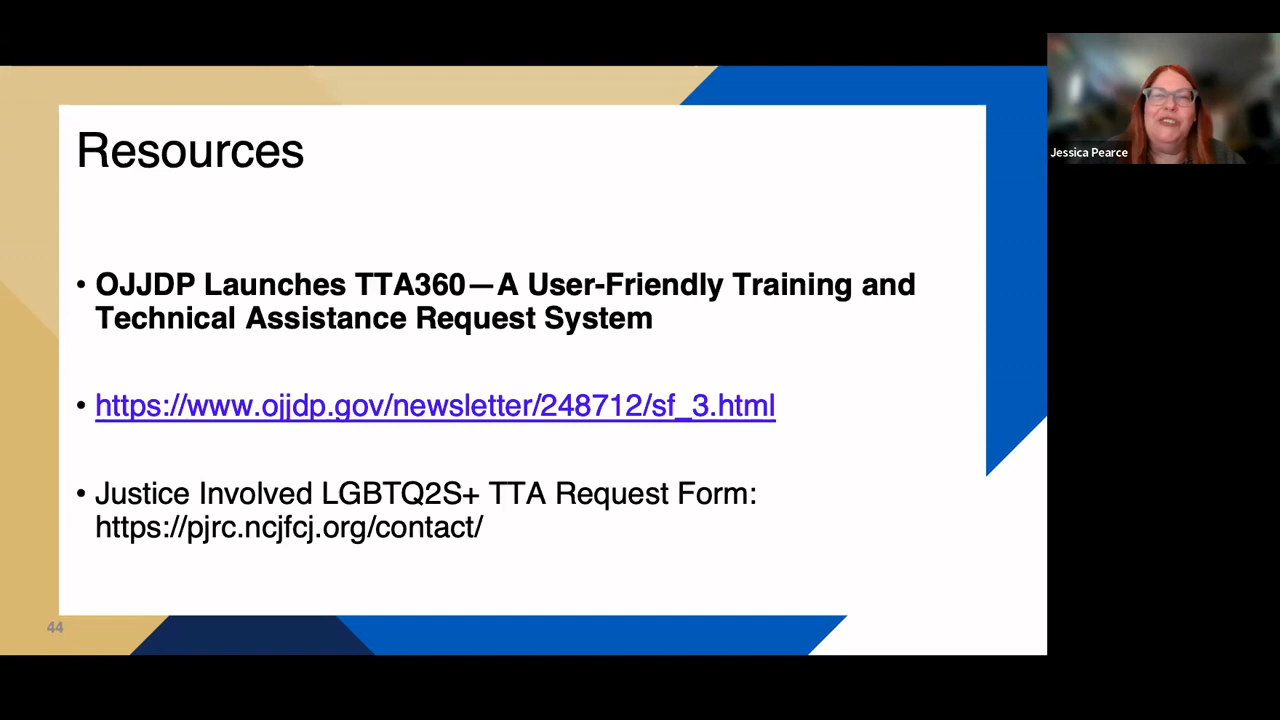 Resources
• OJJDP Launches TTA360—A User-Friendly Training and
Technical Assistance Request System
• https://www.ojjdp.gov/newsletter/248712/sf_3.html
• Justice Involved LGBTQ2S+ TTA Request Form:
https://pjrc.ncjfcj.org/contact/
44
Jessica Pearce